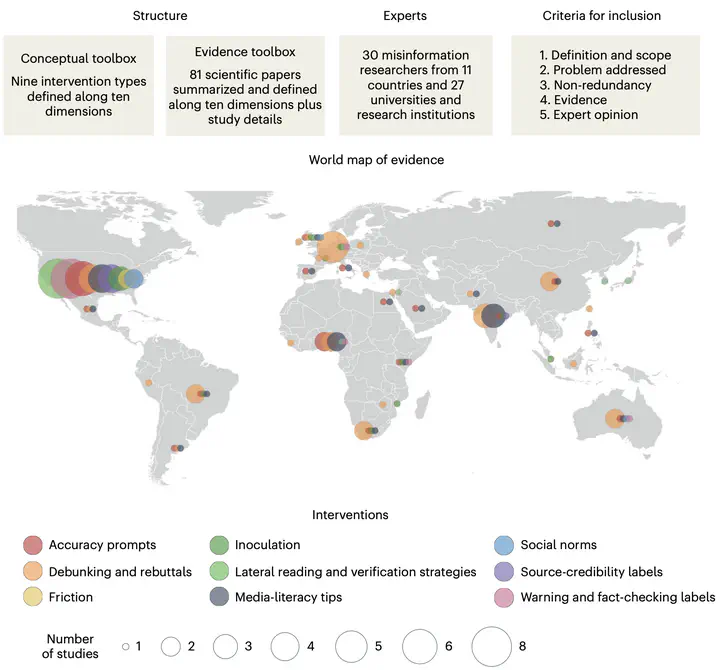 Structure
Experts
Criteria for inclusion
Conceptual toolbox
Nine intervention types
defined along ten
dimensions
Evidence toolbox
81 scientific papers
summarized and defined
along ten dimensions plus
study details
30 misinformation
researchers from 11
countries and 27
universities and
research institutions
1. Definition and scope
2. Problem addressed
3. Non-redundancy
4. Evidence
5. Expert opinion
World map of evidence
Interventions
Accuracy prompts
Inoculation
Social norms
Debunking and rebuttals
Lateral reading and verification strategies
Source-credibility labels
Friction
Media-literacy tips
Warning and fact-checking labels
Number
of studies
1
2
3
4
5
6
8